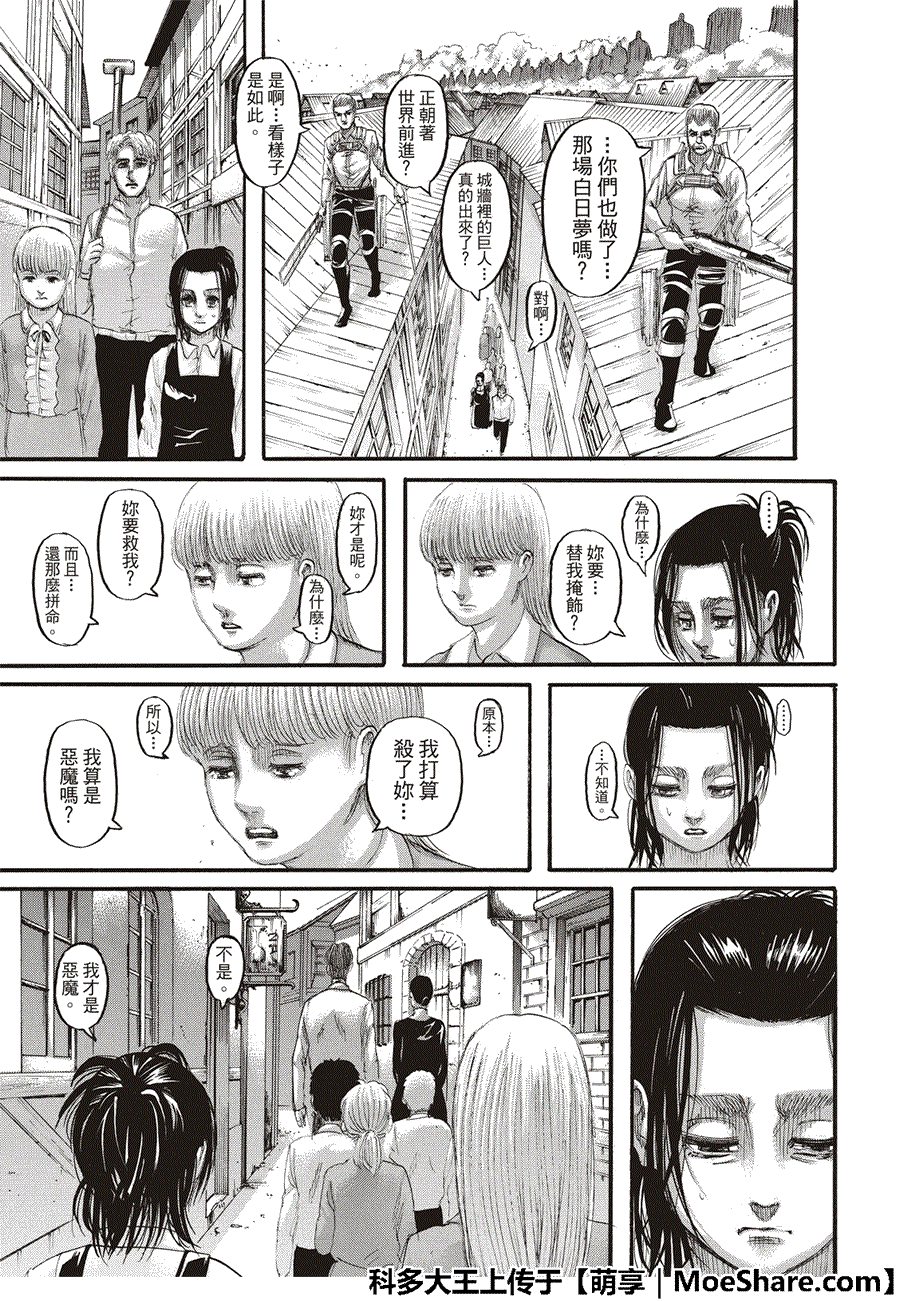 …你們也做了…
那場白日夢嗎？
對啊…
城牆裡的巨人…
真的出來了？
正朝著
世界前進？
是啊…看樣子
是如此。
……
為什麼…
妳要…
替我掩飾？
妳才是呢。
為什麼…
妳要救我？
而且…
還那麼拼命。
……
…不知道。
原本…
我打算
殺了妳…
所以…
我算是
惡魔嗎？
不是。
我才是
惡魔。
科多大王上传于【萌享｜MoeShare.com】